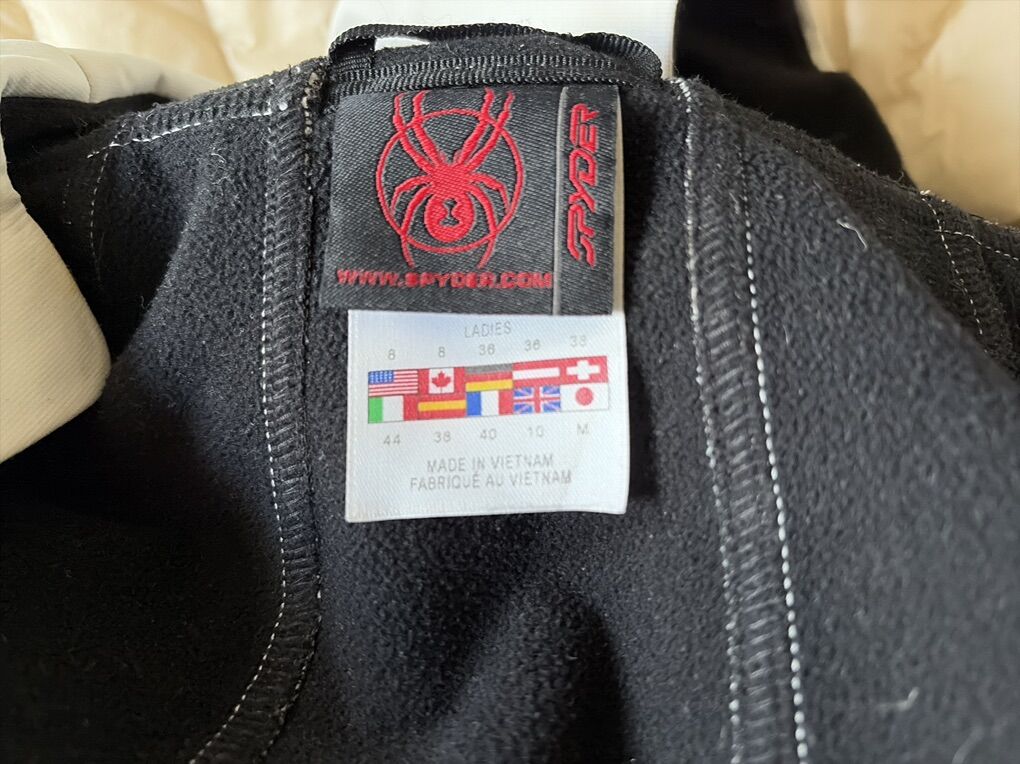 WWW.SPYDER.COM
SPYDER
LADIES
8 36 36 38
44 38 40 10 M
MADE IN VIETNAM
FABRIQUÉ AU VIETNAM